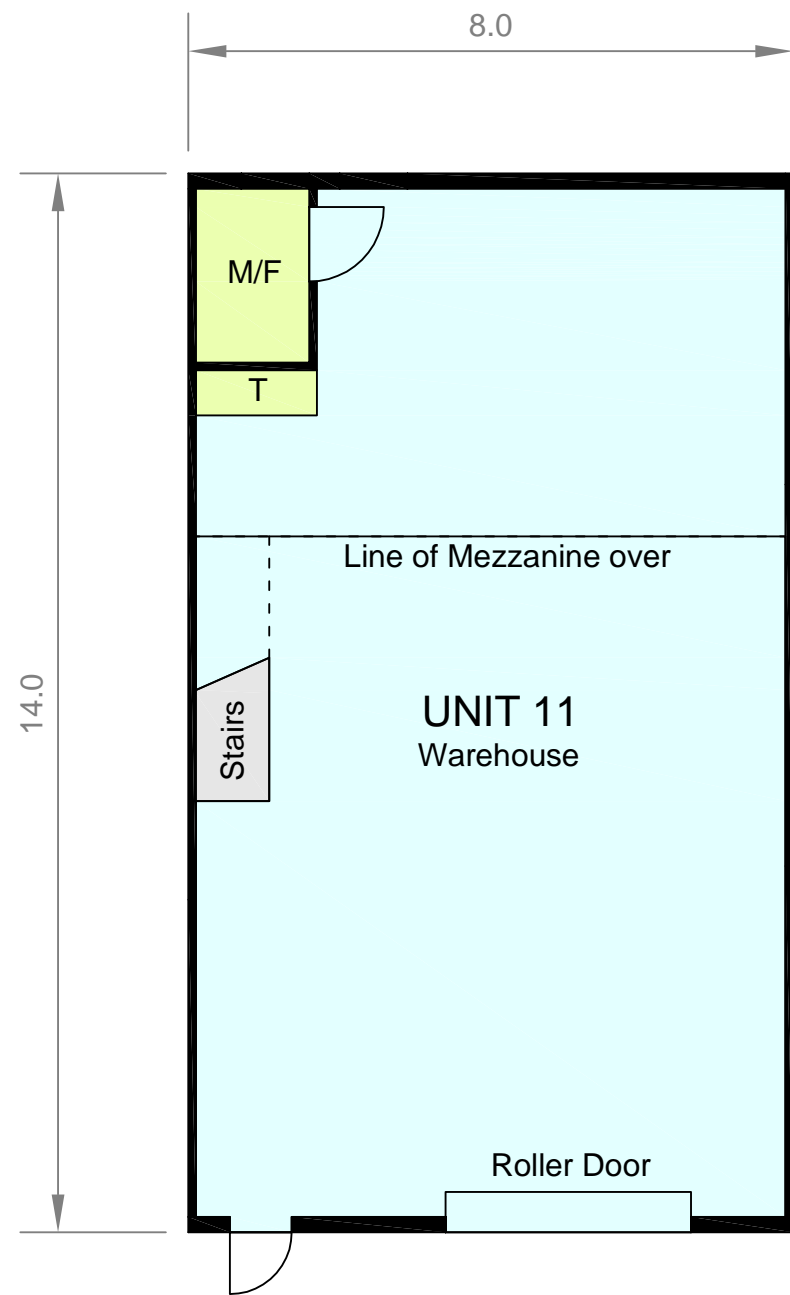 8.0
M/F
T
Line of Mezzanine over
14.0
Stairs
UNIT 11
Warehouse
Roller Door